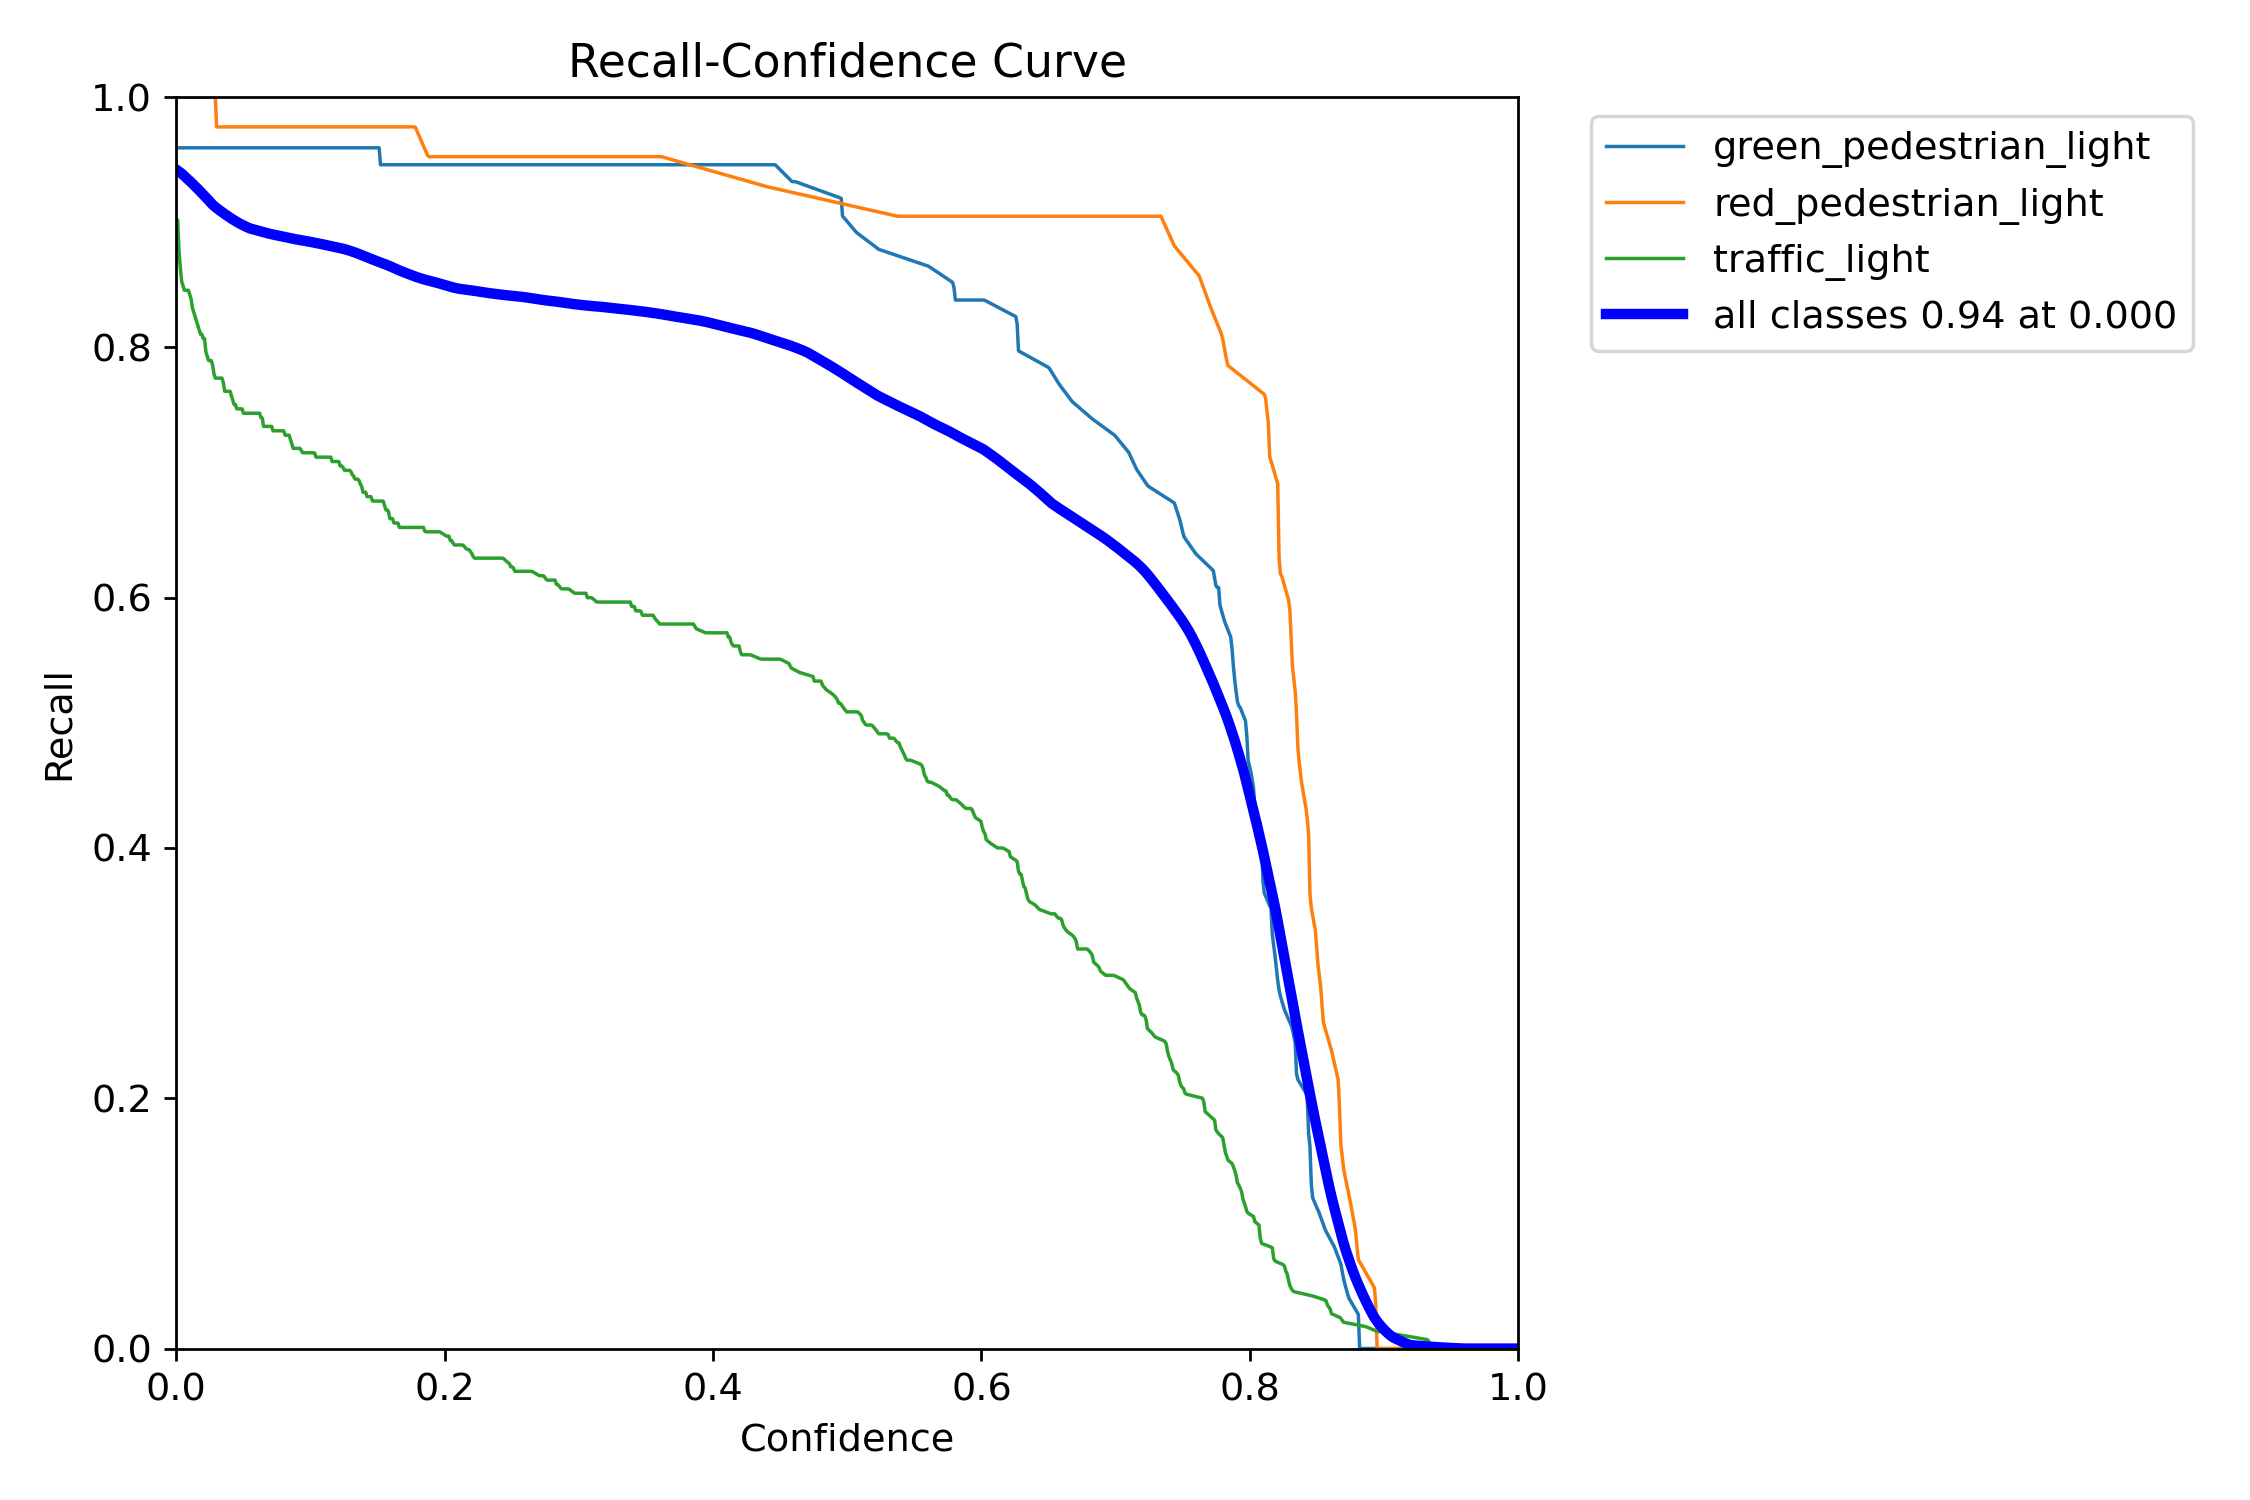 Recall-Confidence Curve
1.0
0.8
0.6
0.4
0.2
0.0
Recall
0.0 0.2 0.4 0.6 0.8 1.0
Confidence
green_pedestrian_light
red_pedestrian_light
traffic_light
all classes 0.94 at 0.000